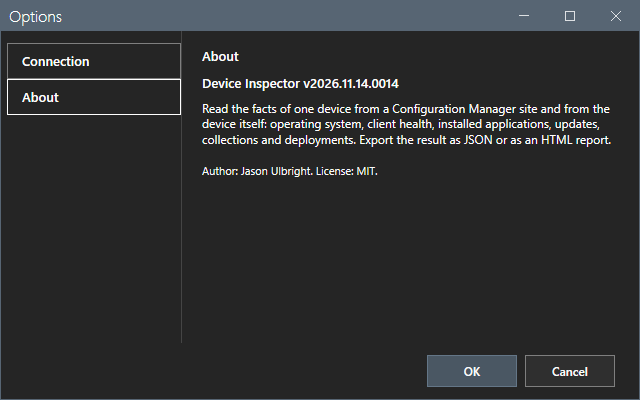 Options
Connection
About
About
Device Inspector v2026.11.14.0014
Read the facts of one device from a Configuration Manager site and from the
device itself: operating system, client health, installed applications, updates,
collections and deployments. Export the result as JSON or as an HTML report.
Author: Jason Ulbright. License: MIT.
OK
Cancel